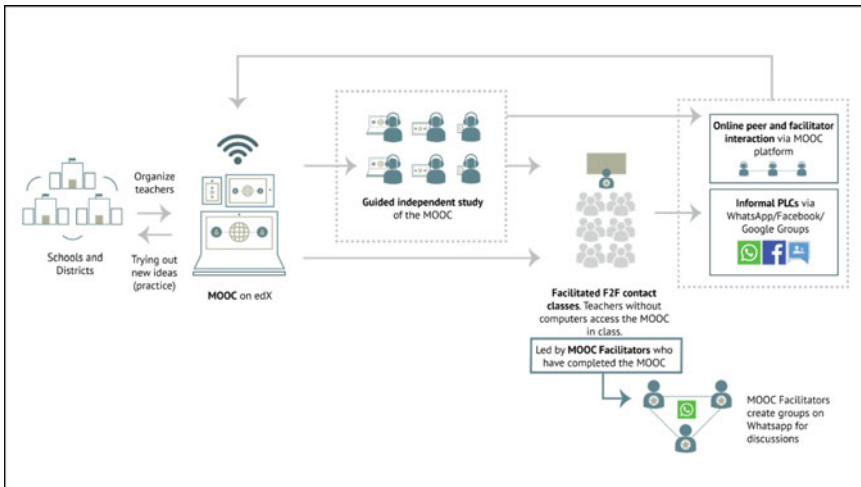 Organize
teachers
Schools and
Districts
Trying out
new ideas
(practice)
MOOC on edX
Guided independent study
of the MOOC
Facilitated F2F contact
classes. Teachers without
computers access the MOOC
in class.
Led by MOOC Facilitators who
have completed the MOOC
Online peer and facilitator
interaction via MOOC
platform
Informal PLCs via
WhatsApp/Facebook/
Google Groups
MOOC Facilitators
create groups on
Whatsapp for
discussions